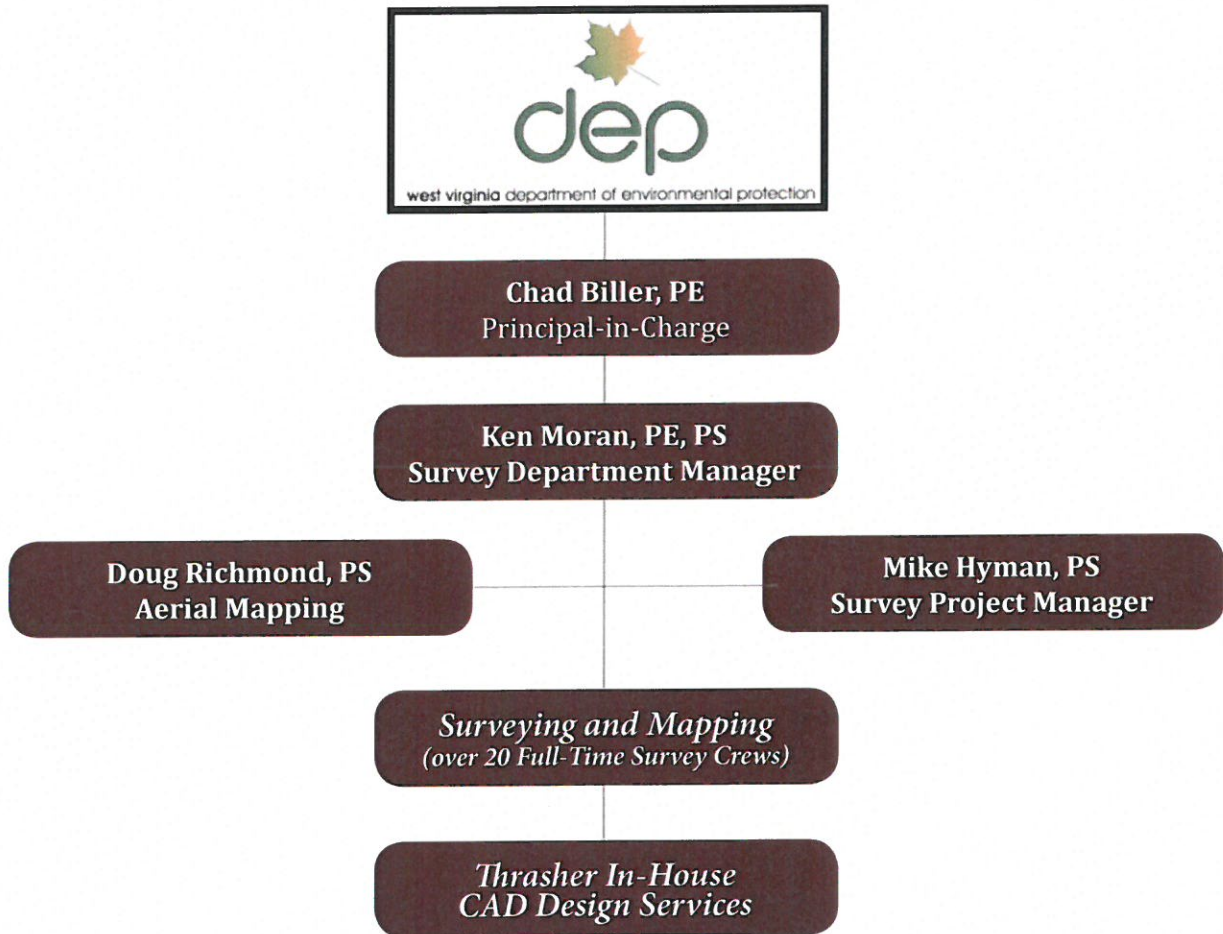 dep
west virginia department of environmental protection
Chad Biller, PE
Principal-in-Charge
Ken Moran, PE, PS
Survey Department Manager
Doug Richmond, PS
Aerial Mapping
Mike Hyman, PS
Survey Project Manager
Surveying and Mapping
(over 20 Full-Time Survey Crews)
Thrasher In-House
CAD Design Services